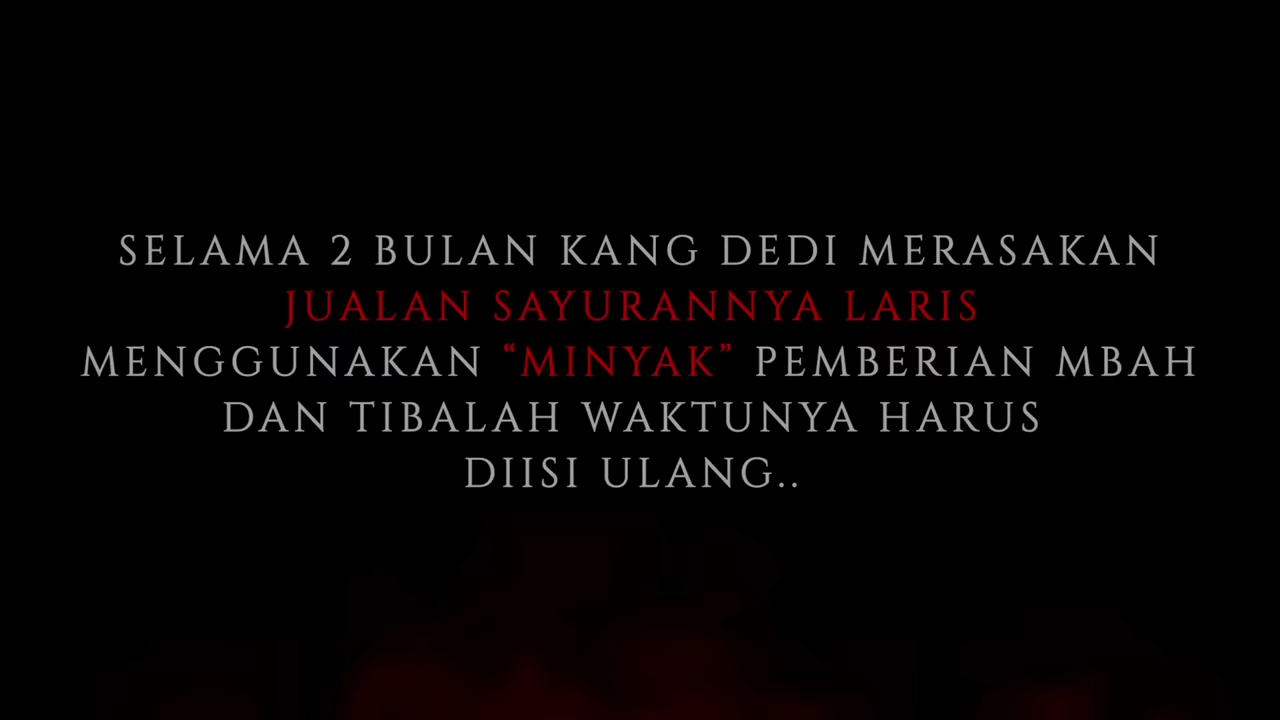 SELAMA 2 BULAN KANG DEDI MERASAKAN
JUALAN SAYURANNYA LARIS
MENGGUNAKAN “MINYAK” PEMBERIAN MBAH
DAN TIBALAH WAKTUNYA HARUS
DIISI ULANG..